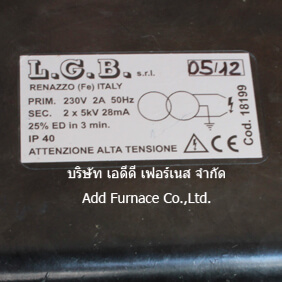 L.G.B. s.r.l.
05/12
RENAZZO (Fe) ITALY
PRIM. 230V 2A 50Hz
SEC. 2 x 5kV 28mA
25% ED in 3 min.
IP 40
ATTENZIONE ALTA TENSIONE
Cod. 18199
บริษัท เอดีดี เฟอร์เนส จำกัด
Add Furnace Co.,Ltd.